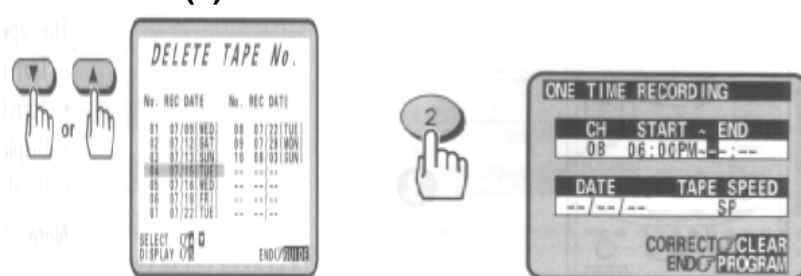 DELETE TAPE No.
No. REC DATE No. REC DATE
01 07/09[WED] 08 07/22[TUE]
02 07/12[SAT] 09 07/28[MON]
03 07/13[SUN] 10 08/03[SUN]
04 07/15[TUE] -- --/--
05 07/16[WED] -- --/--
06 07/18[FRI] -- --/--
07 07/22[TUE] -- --/--
SELECT
DISPLAY END GUIDE
or
2
ONE TIME RECORDING
CH START ~ END
08 06:00PM~--:--
DATE TAPE SPEED
--/--/-- SP
CORRECT CLEAR
END PROGRAM